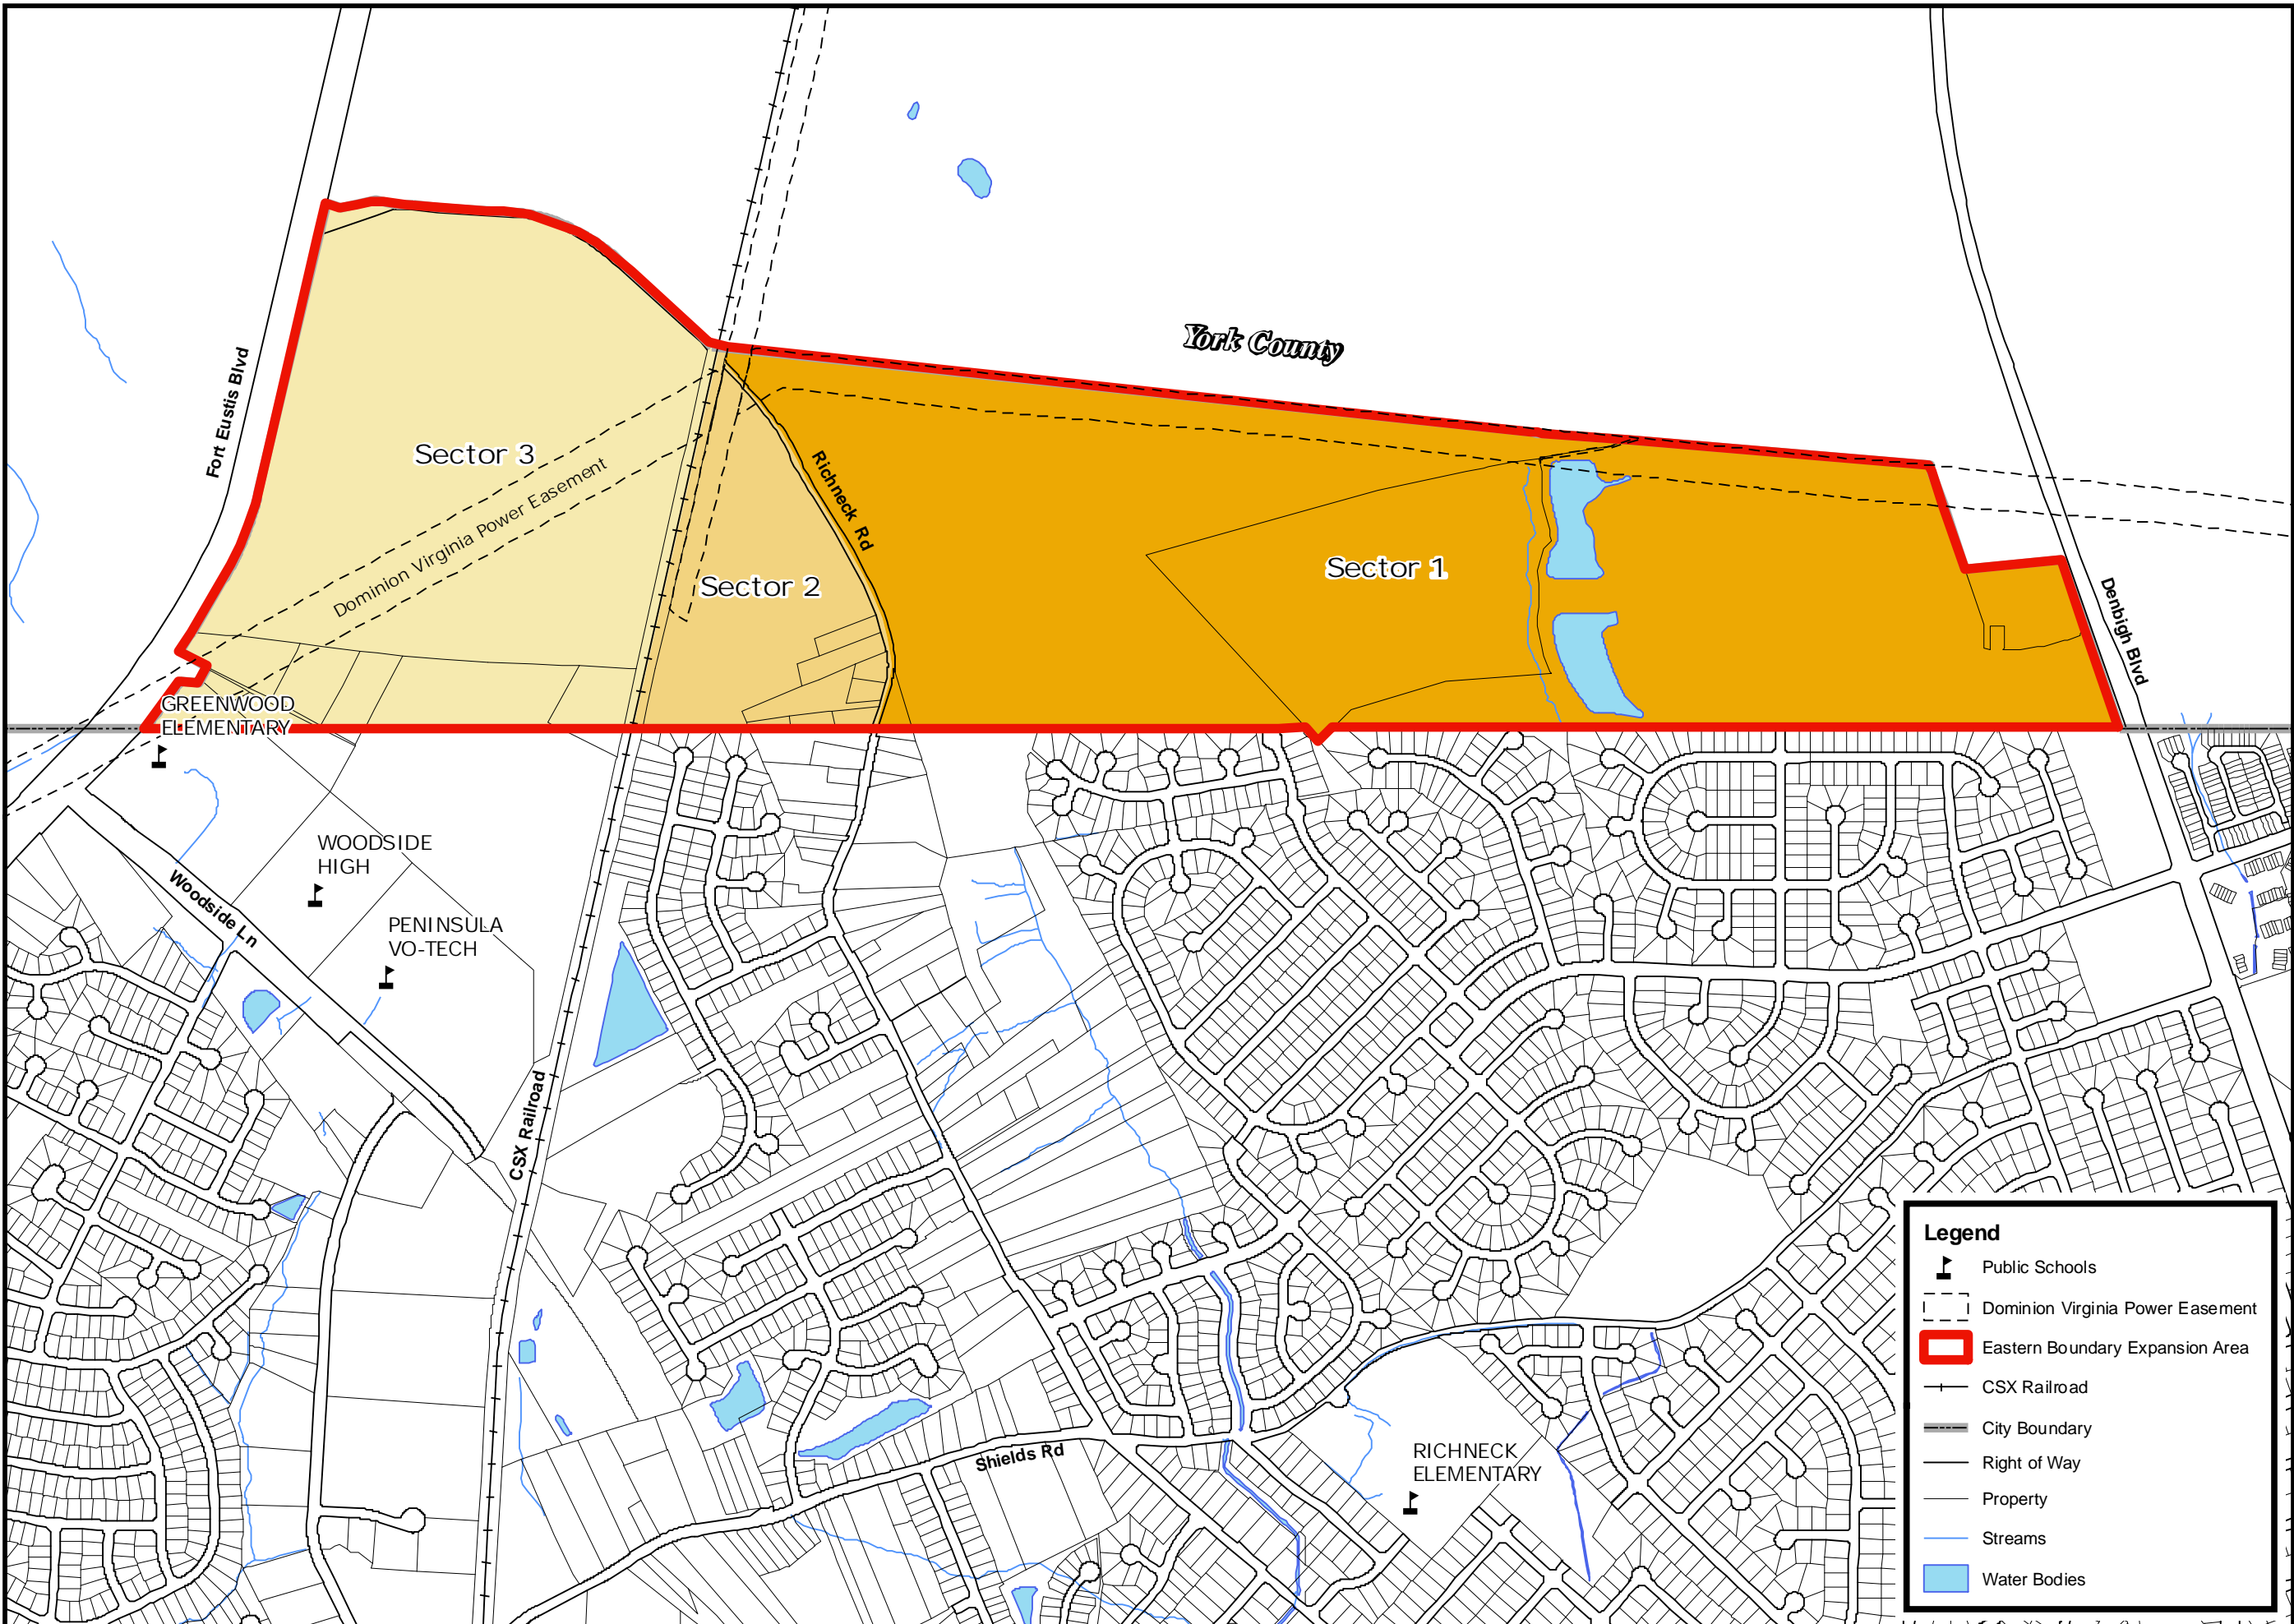 York County
Fort Eustis Blvd
Sector 3
Dominion Virginia Power Easement
Richneck Rd
Sector 2
Sector 1
Denbigh Blvd
GREENWOOD
ELEMENTARY
WOODSIDE
HIGH
Woodside Ln
PENINSULA
VO-TECH
CSX Railroad
Shields Rd
RICHNECK
ELEMENTARY
Legend
Public Schools
Dominion Virginia Power Easement
Eastern Boundary Expansion Area
CSX Railroad
City Boundary
Right of Way
Property
Streams
Water Bodies